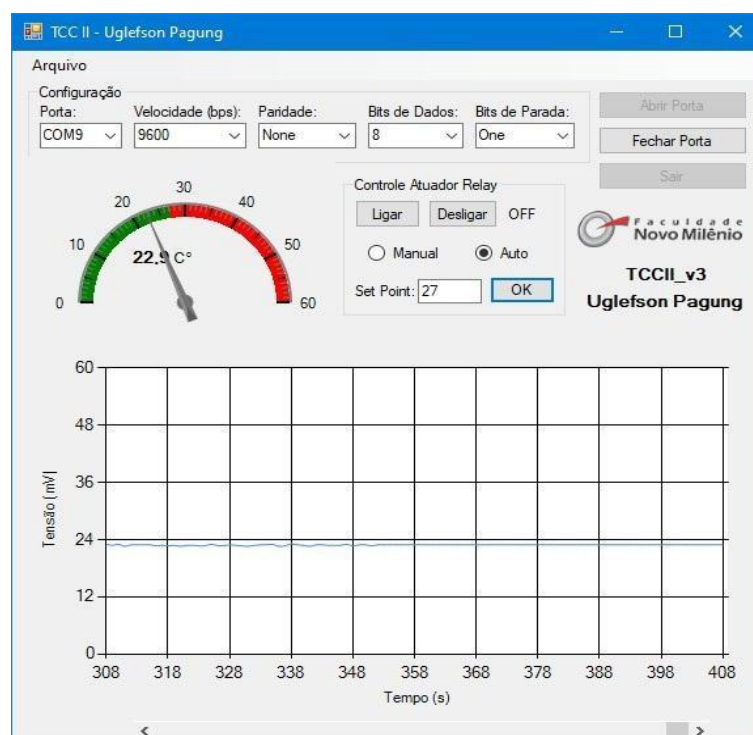 TCC II - Uglefson Pagung
Arquivo
Configuração
Porta: Velocidade (bps): Paridade: Bits de Dados: Bits de Parada:
COM9 9600 None 8 One
Abrir Porta
Fechar Porta
Sair
0 10 20 30 40 50 60
22,9 C°
Controle Atuador Relay
Ligar Desligar OFF
Manual Auto
Set Point: 27 OK
Faculdade
Novo Milênio
TCCII_v3
Uglefson Pagung
Tensão (mV)
60
48
36
24
12
0
308 318 328 338 348 358 368 378 388 398 408
Tempo (s)